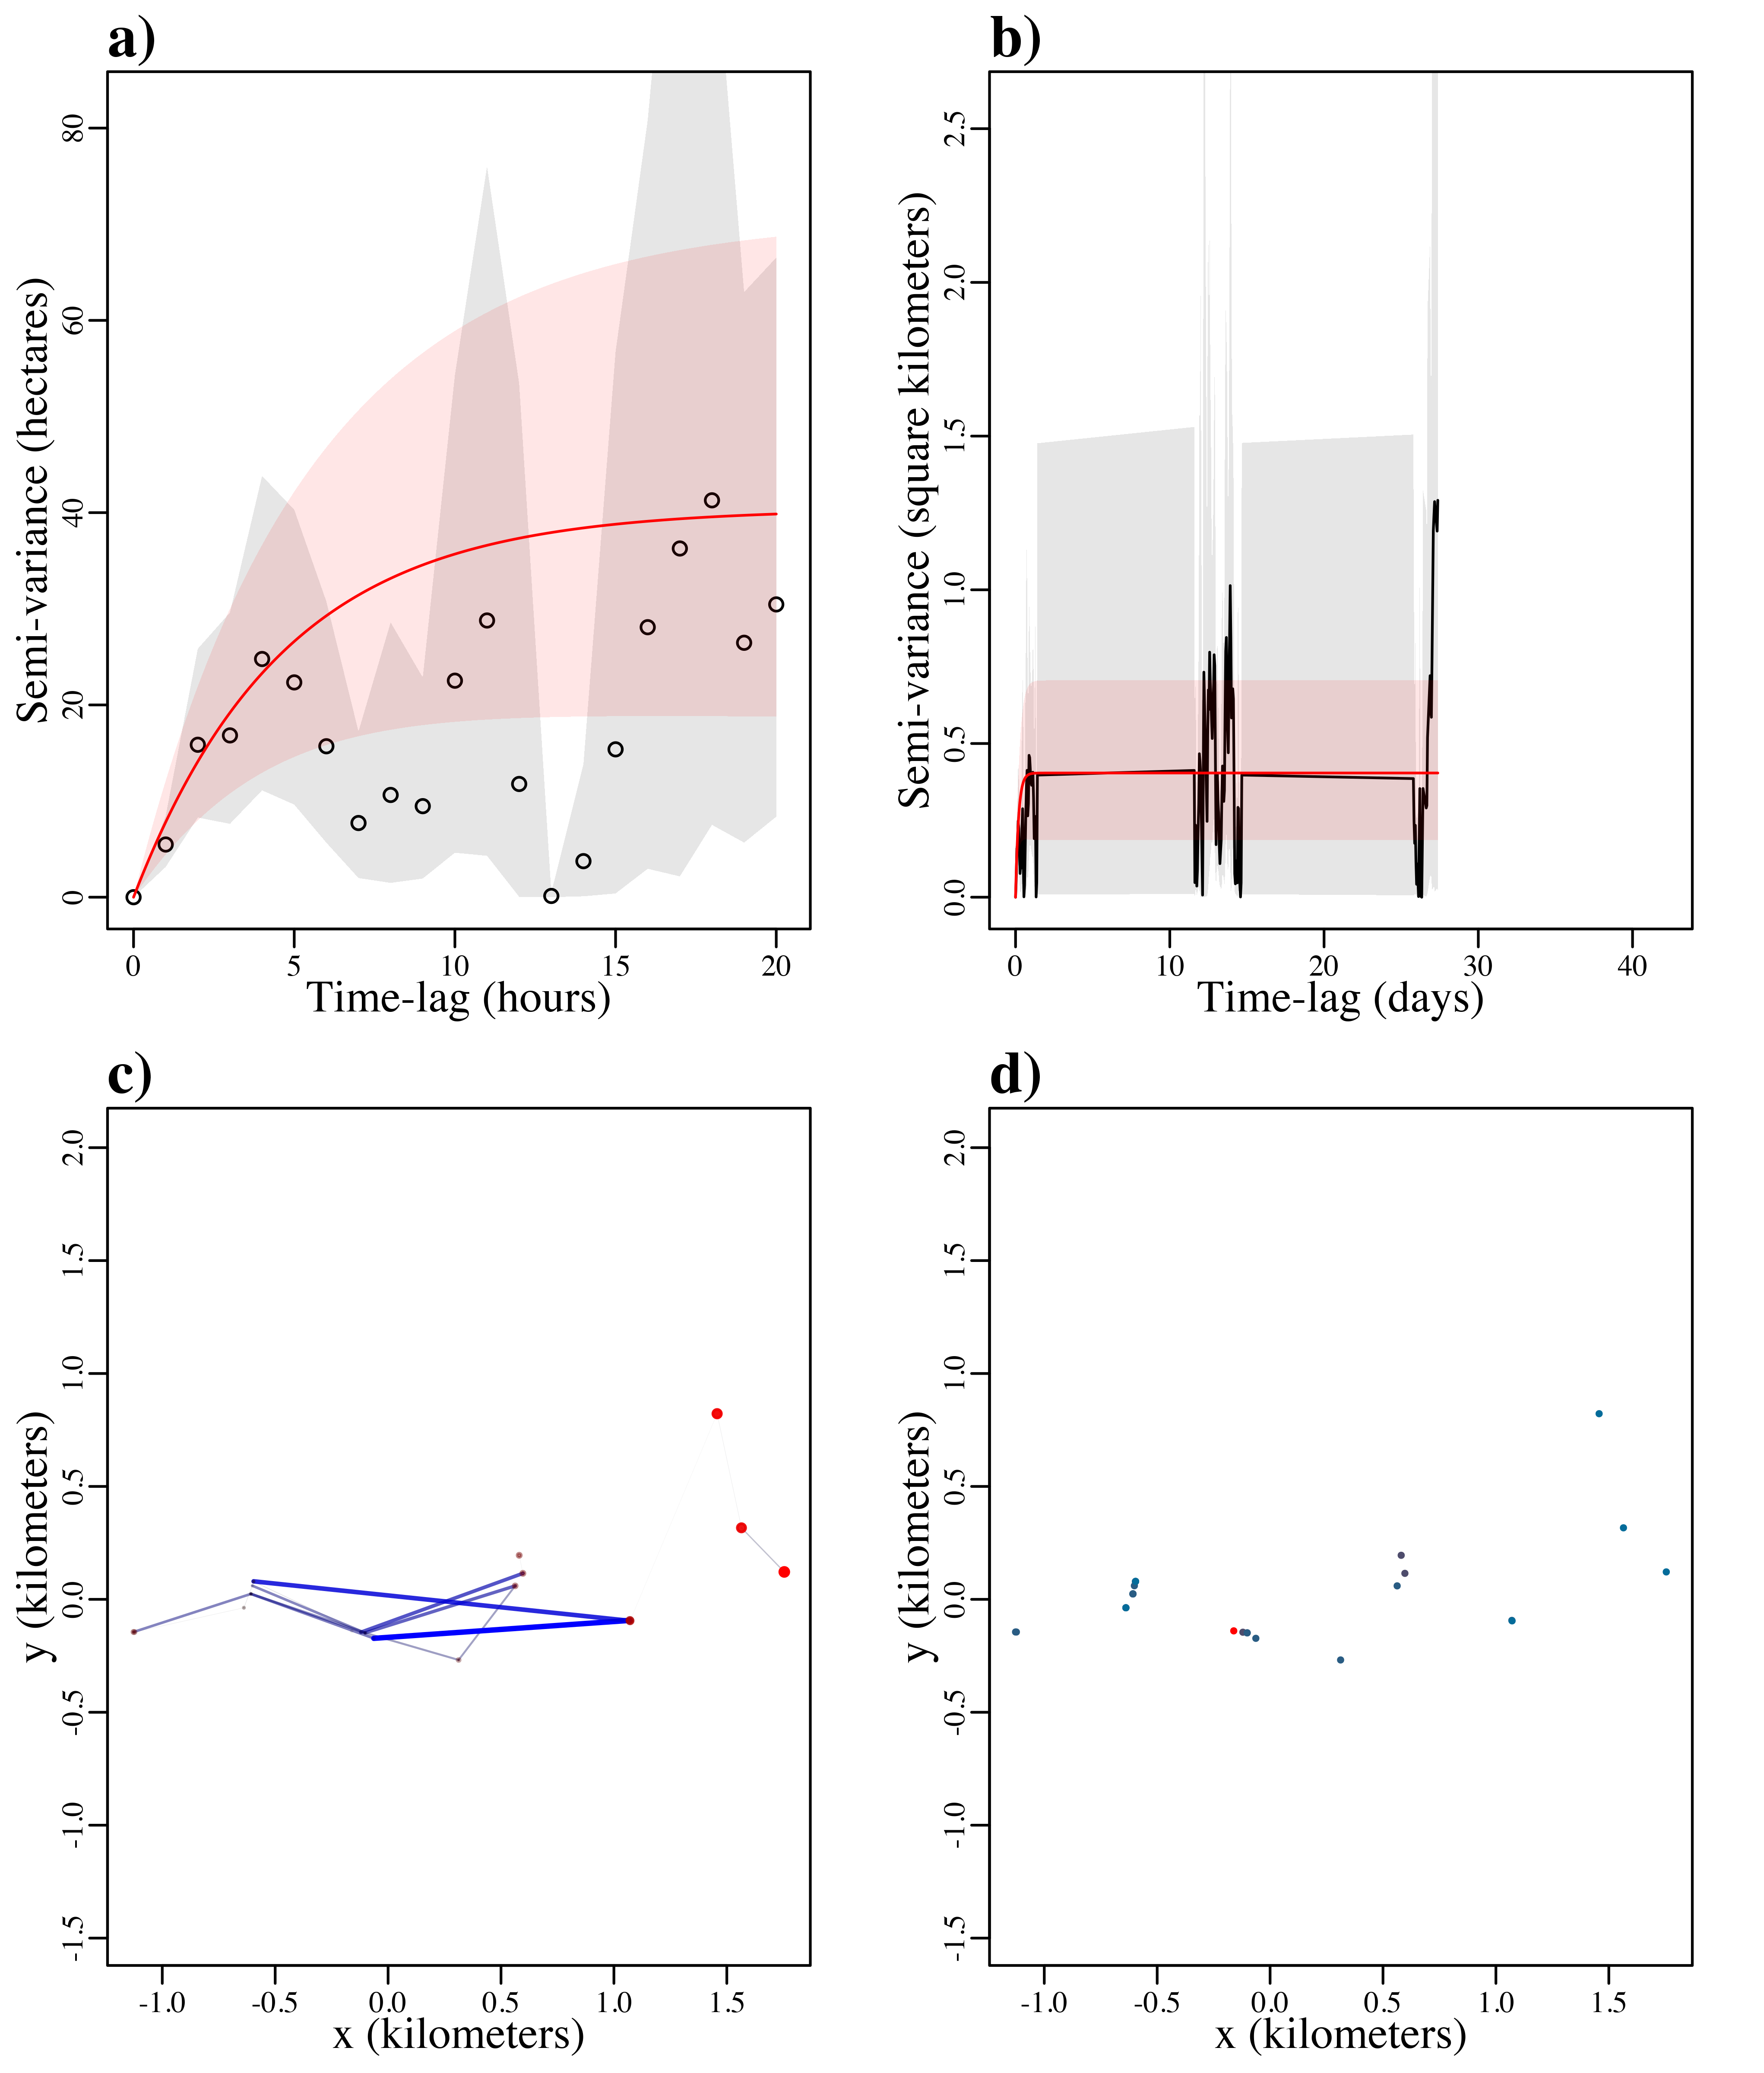 a)
Semi-variance (hectares)
80
60
40
20
0
0 5 10 15 20
Time-lag (hours)
b)
Semi-variance (square kilometers)
2.5
2.0
1.5
1.0
0.5
0.0
0 10 20 30 40
Time-lag (days)
c)
y (kilometers)
2.0
1.5
1.0
0.5
0.0
-0.5
-1.0
-1.5
-1.0 -0.5 0.0 0.5 1.0 1.5
x (kilometers)
d)
y (kilometers)
2.0
1.5
1.0
0.5
0.0
-0.5
-1.0
-1.5
-1.0 -0.5 0.0 0.5 1.0 1.5
x (kilometers)